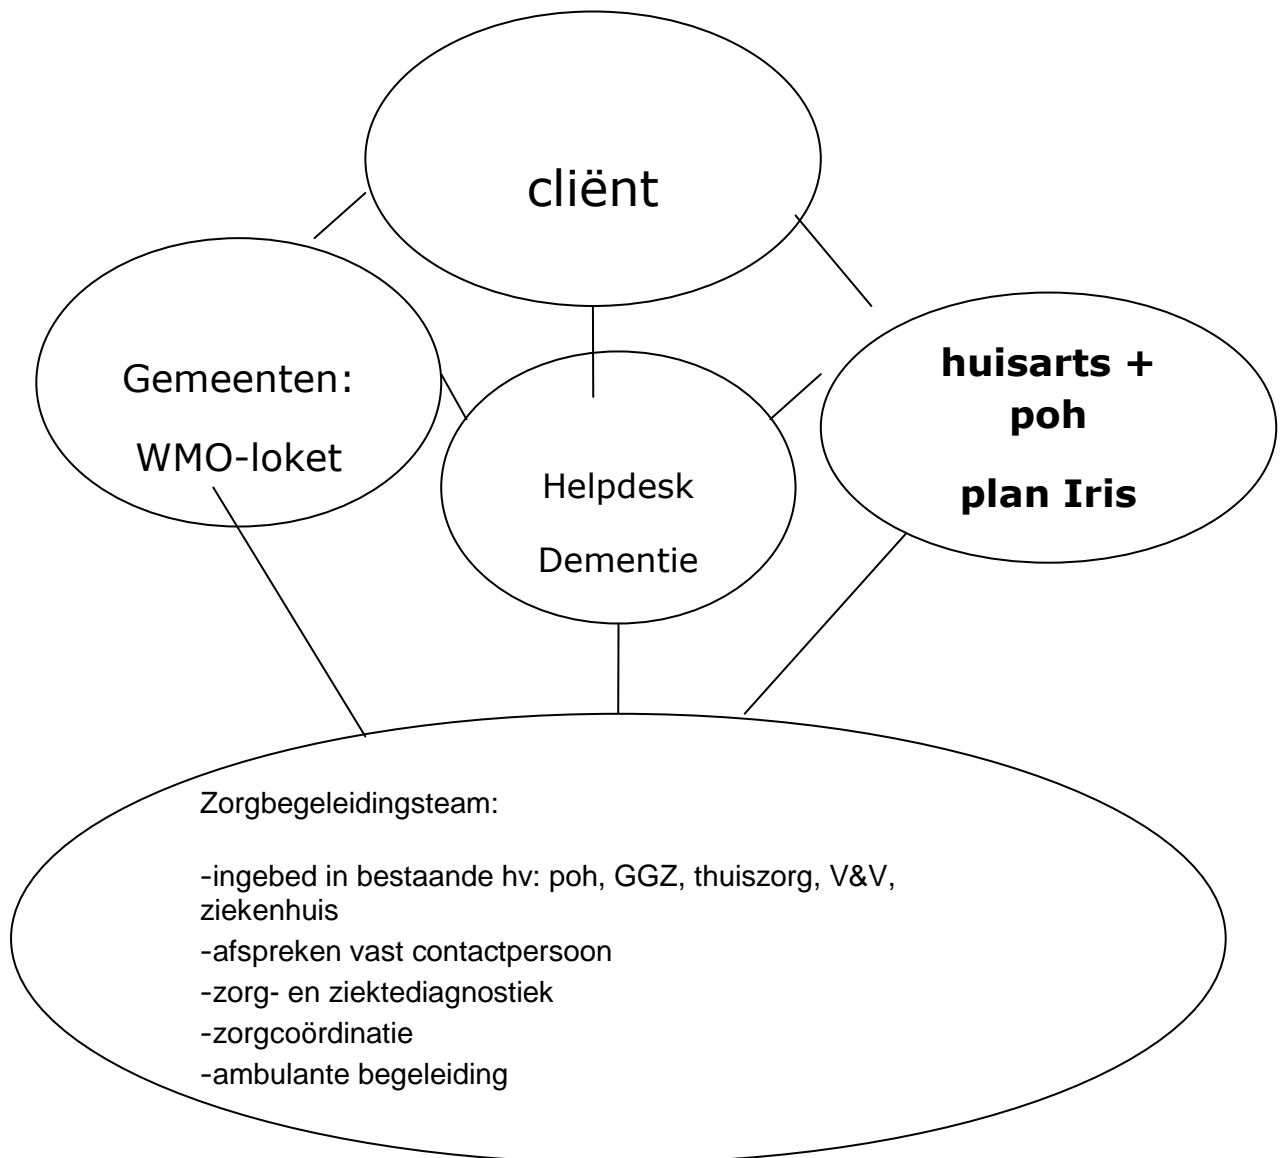 cliënt
Gemeenten:
WMO-loket
Helpdesk
Dementie
huisarts +
poh
plan Iris
Zorgbegeleidingsteam:
-ingebed in bestaande hv: poh, GGZ, thuiszorg, V&V,
ziekenhuis
-afspreken vast contactpersoon
-zorg- en ziektediagnostiek
-zorgcoördinatie
-ambulante begeleiding